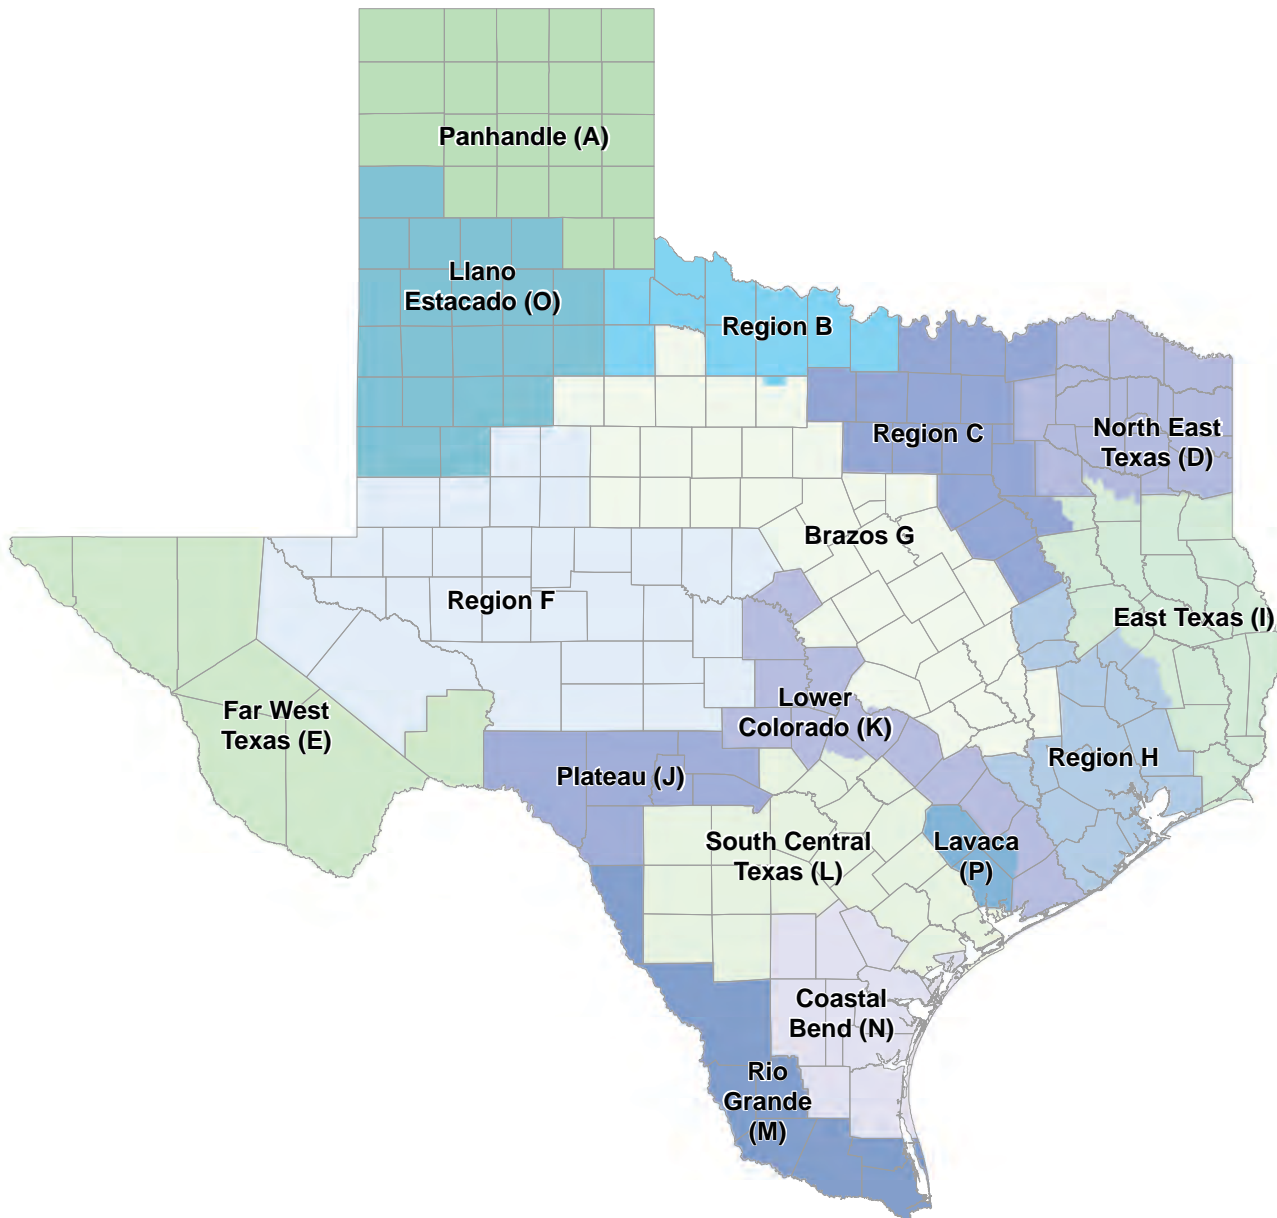 Panhandle (A)
Llano
Estacado (O)
Region B
Region C
North East
Texas (D)
Brazos G
Region F
East Texas (I)
Far West
Texas (E)
Lower
Colorado (K)
Region H
Plateau (J)
South Central
Texas (L)
Lavaca
(P)
Coastal
Bend (N)
Rio
Grande
(M)